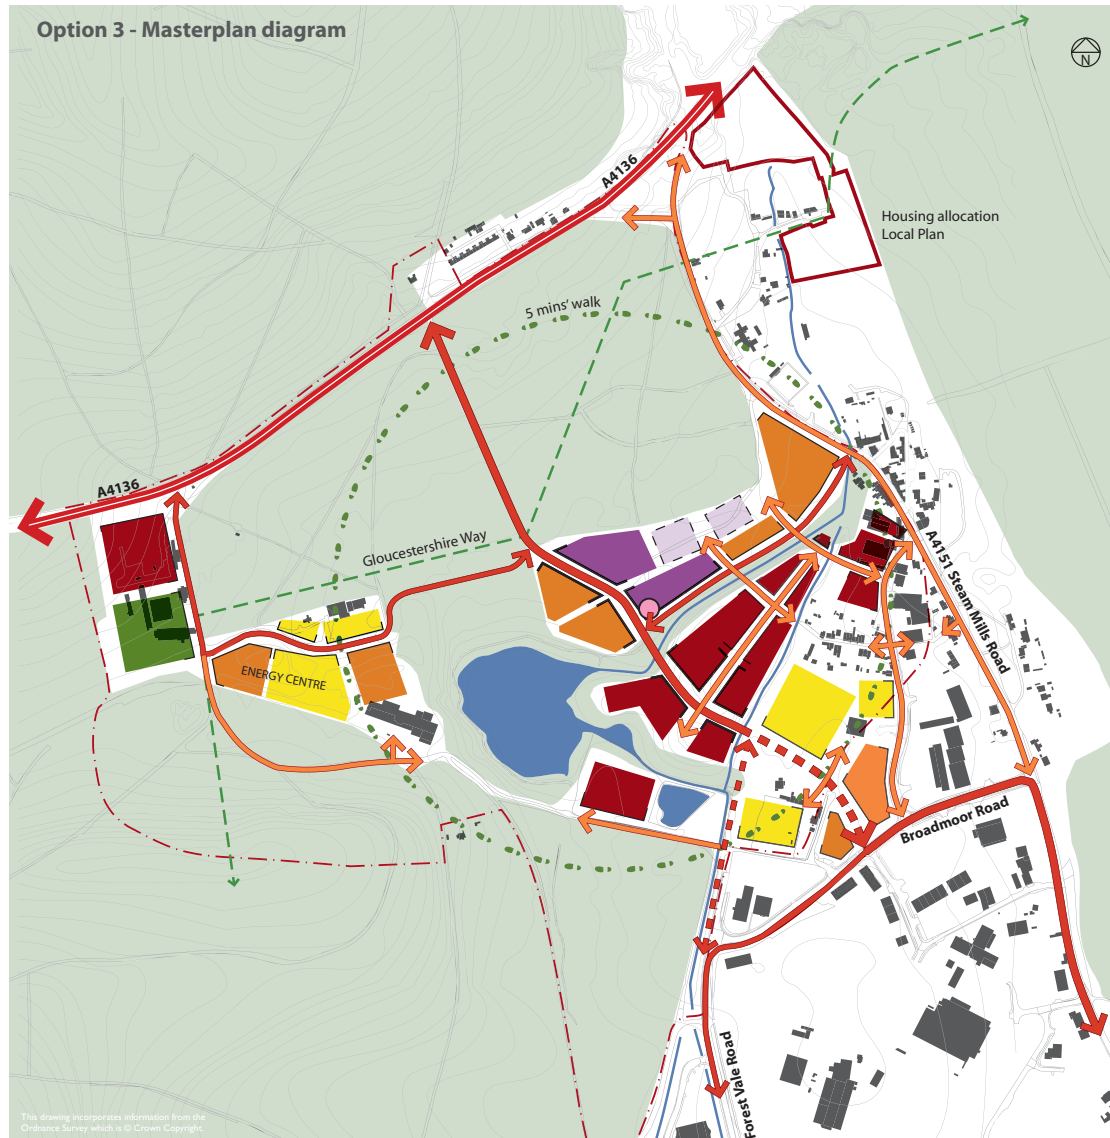 Option 3 - Masterplan diagram
N
A4136
Housing allocation
Local Plan
5 mins' walk
A4136
Gloucestershire Way
A4151 Steam Mills Road
ENERGY CENTRE
Broadmoor Road
Forest Vale Road
This drawing incorporates information from the
Ordnance Survey which is © Crown Copyright.